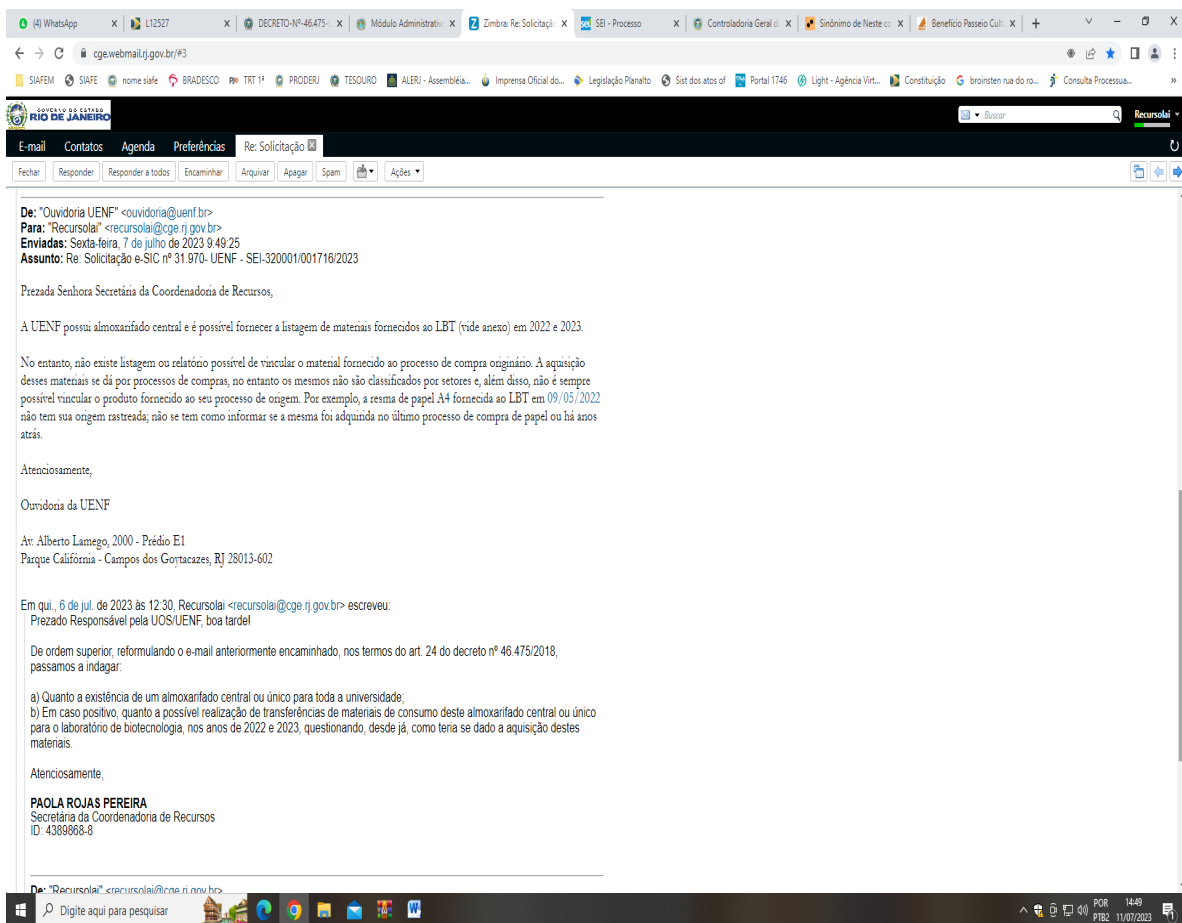 (4) WhatsApp
L12527
DECRETO-Nº-46.475-
Módulo Administrativ
Zimbra: Re: Solicitaçã
SEI - Processo
Controladoria Geral d
Sinônimo de Neste co
Benefício Passeio Cult
cge.webmail.rj.gov.br/#3
SIAFEM
SIAFE
nome siafe
BRADESCO
TRT 1ª
PRODERJ
TESOURO
ALERJ - Assembléia...
Imprensa Oficial do...
Legislação Planalto
Sist dos atos of
Portal 1746
Light - Agência Virt...
Constituição
broinsten rua do ro...
Consulta Processua...
»
GOVERNO DO ESTADO
RIO DE JANEIRO
Buscar
Recursolai
E-mail
Contatos
Agenda
Preferências
Re: Solicitação
Fechar
Responder
Responder a todos
Encaminhar
Arquivar
Apagar
Spam
Ações
De: "Ouvidoria UENF" <ouvidoria@uenf.br>
Para: "Recursolai" <recursolai@cge.rj.gov.br>
Enviadas: Sexta-feira, 7 de julho de 2023 9:49:25
Assunto: Re: Solicitação e-SIC nº 31.970- UENF - SEI-320001/001716/2023
Prezada Senhora Secretária da Coordenadoria de Recursos,
A UENF possui almoxarifado central e é possível fornecer a listagem de materiais fornecidos ao LBT (vide anexo) em 2022 e 2023.
No entanto, não existe listagem ou relatório possível de vincular o material fornecido ao processo de compra originário. A aquisição
desses materiais se dá por processos de compras, no entanto os mesmos não são classificados por setores e, além disso, não é sempre
possível vincular o produto fornecido ao seu processo de origem. Por exemplo, a resma de papel A4 fornecida ao LBT em 09/05/2022
não tem sua origem rastreada; não se tem como informar se a mesma foi adquirida no último processo de compra de papel ou há anos
atrás.
Atenciosamente,
Ouvidoria da UENF
Av. Alberto Lamego, 2000 - Prédio E1
Parque Califórnia - Campos dos Goytacazes, RJ 28013-602
Em qui., 6 de jul. de 2023 às 12:30, Recursolai <recursolai@cge.rj.gov.br> escreveu:
Prezado Responsável pela UOS/UENF, boa tarde!
De ordem superior, reformulando o e-mail anteriormente encaminhado, nos termos do art. 24 do decreto nº 46.475/2018,
passamos a indagar:
a) Quanto a existência de um almoxarifado central ou único para toda a universidade;
b) Em caso positivo, quanto a possível realização de transferências de materiais de consumo deste almoxarifado central ou único
para o laboratório de biotecnologia, nos anos de 2022 e 2023, questionando, desde já, como teria se dado a aquisição destes
materiais.
Atenciosamente,
PAOLA ROJAS PEREIRA
Secretária da Coordenadoria de Recursos
ID: 4389868-8
De: "Recursolai" <recursolai@cge.rj.gov.br>
Digite aqui para pesquisar
POR
PTB2
14:49
11/07/2023